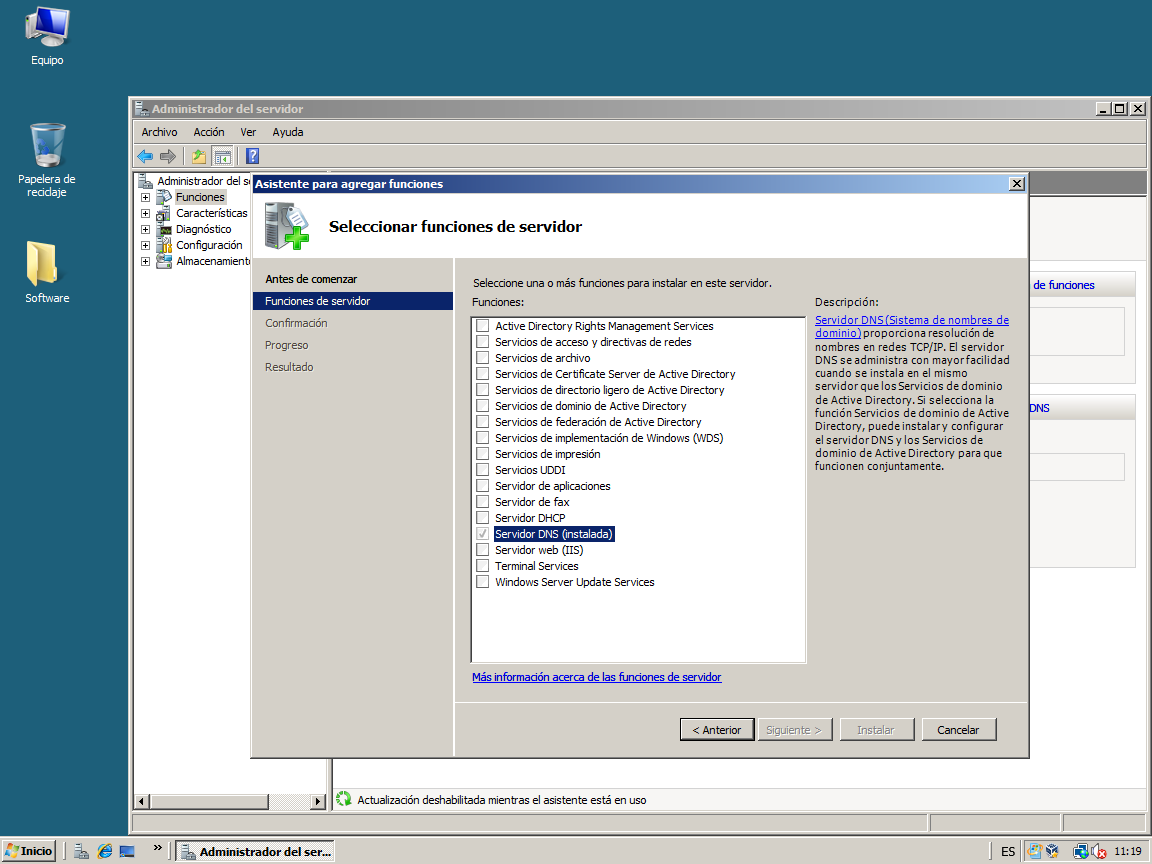 Equipo
Papelera de
reciclaje
Software
Administrador del servidor
Archivo Acción Ver Ayuda
Administrador del s
Funciones
Características
Diagnóstico
Configuración
Almacenamiento
Asistente para agregar funciones
Seleccionar funciones de servidor
Antes de comenzar
Funciones de servidor
Confirmación
Progreso
Resultado
Seleccione una o más funciones para instalar en este servidor.
Funciones:
Active Directory Rights Management Services
Servicios de acceso y directivas de redes
Servicios de archivo
Servicios de Certificate Server de Active Directory
Servicios de directorio ligero de Active Directory
Servicios de dominio de Active Directory
Servicios de federación de Active Directory
Servicios de implementación de Windows (WDS)
Servicios de impresión
Servicios UDDI
Servidor de aplicaciones
Servidor de fax
Servidor DHCP
Servidor DNS (instalada)
Servidor web (IIS)
Terminal Services
Windows Server Update Services
Más información acerca de las funciones de servidor
Descripción:
Servidor DNS (Sistema de nombres de
dominio) proporciona resolución de
nombres en redes TCP/IP. El servidor
DNS se administra con mayor facilidad
cuando se instala en el mismo
servidor que los Servicios de dominio
de Active Directory. Si selecciona la
función Servicios de dominio de Active
Directory, puede instalar y configurar
el servidor DNS y los Servicios de
dominio de Active Directory para que
funcionen conjuntamente.
< Anterior Siguiente > Instalar Cancelar
de funciones
DNS
Actualización deshabilitada mientras el asistente está en uso
Inicio » Administrador del ser... ES 11:19